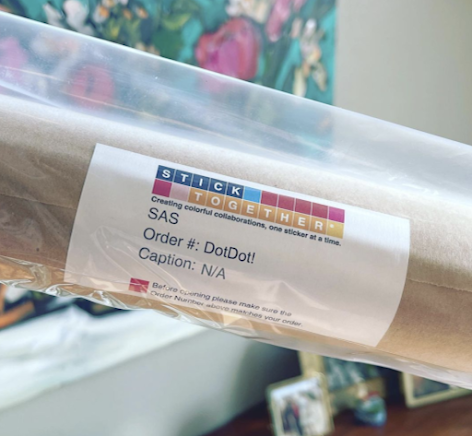 STICK
TOGETHER®
Creating colorful collaborations, one sticker at a time.
SAS
Order #: DotDot!
Caption: N/A
Before opening please make sure the
Order Number above matches your order.